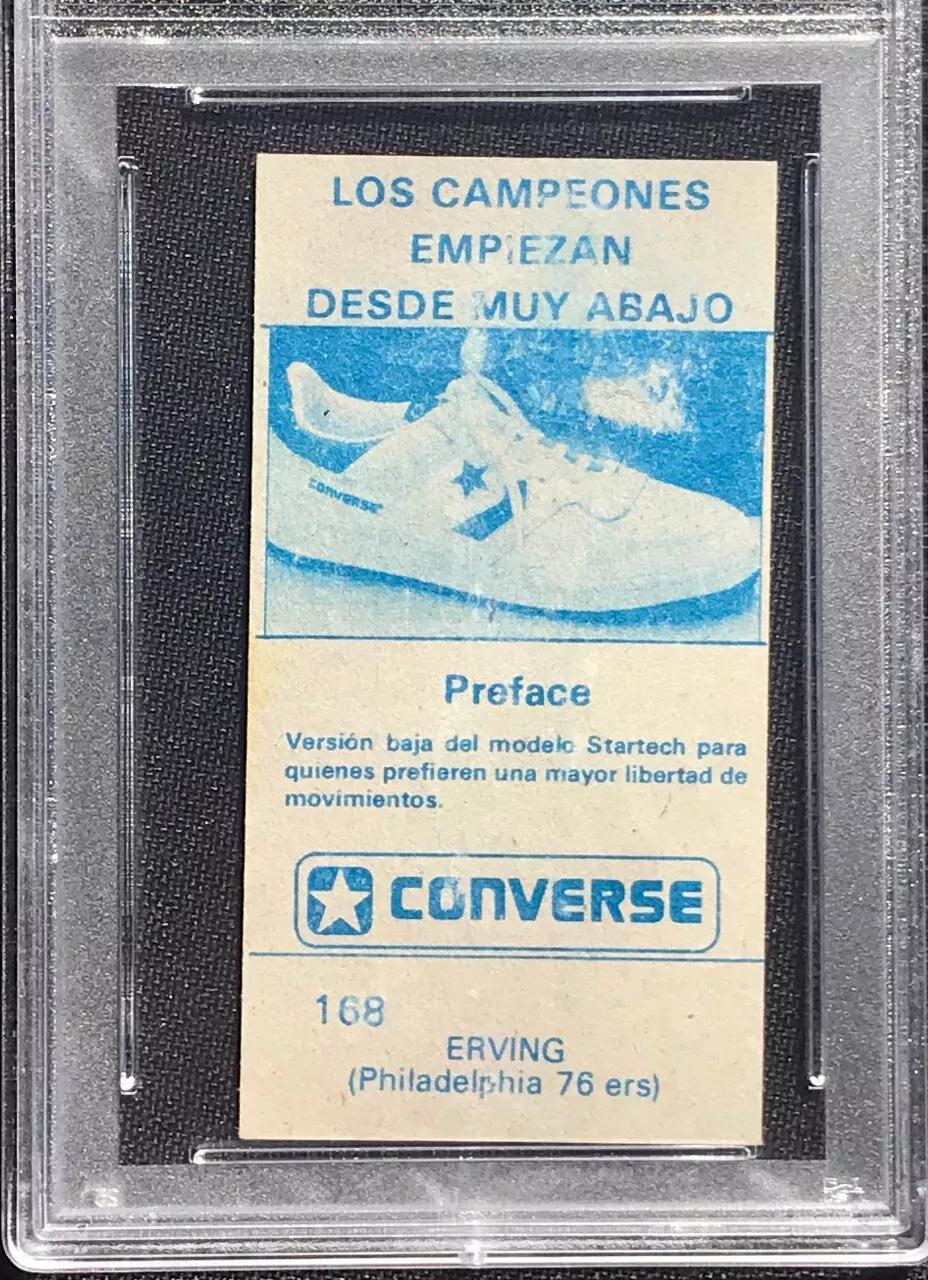 LOS CAMPEONES
EMPIEZAN
DESDE MUY ABAJO
CONVERSE
Preface
Versión baja del modelo Startech para
quienes prefieren una mayor libertad de
movimientos.
CONVERSE
168
ERVING
(Philadelphia 76 ers)